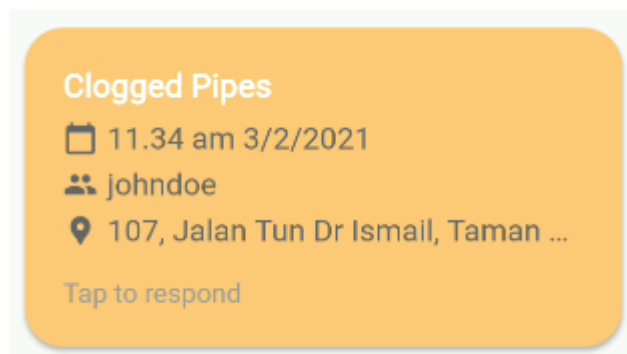 Clogged Pipes
11.34 am 3/2/2021
johndoe
107, Jalan Tun Dr Ismail, Taman ...
Tap to respond